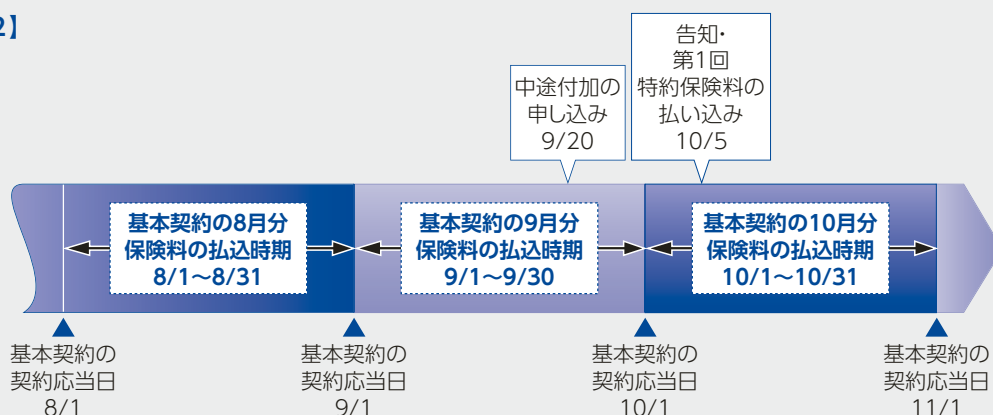 2】
告知・
第1回
特約保険料の
払い込み
10/5
中途付加の
申し込み
9/20
基本契約の8月分
保険料の払込時期
8/1～8/31
基本契約の9月分
保険料の払込時期
9/1～9/30
基本契約の10月分
保険料の払込時期
10/1～10/31
基本契約の
契約応当日
8/1
基本契約の
契約応当日
9/1
基本契約の
契約応当日
10/1
基本契約の
契約応当日
11/1